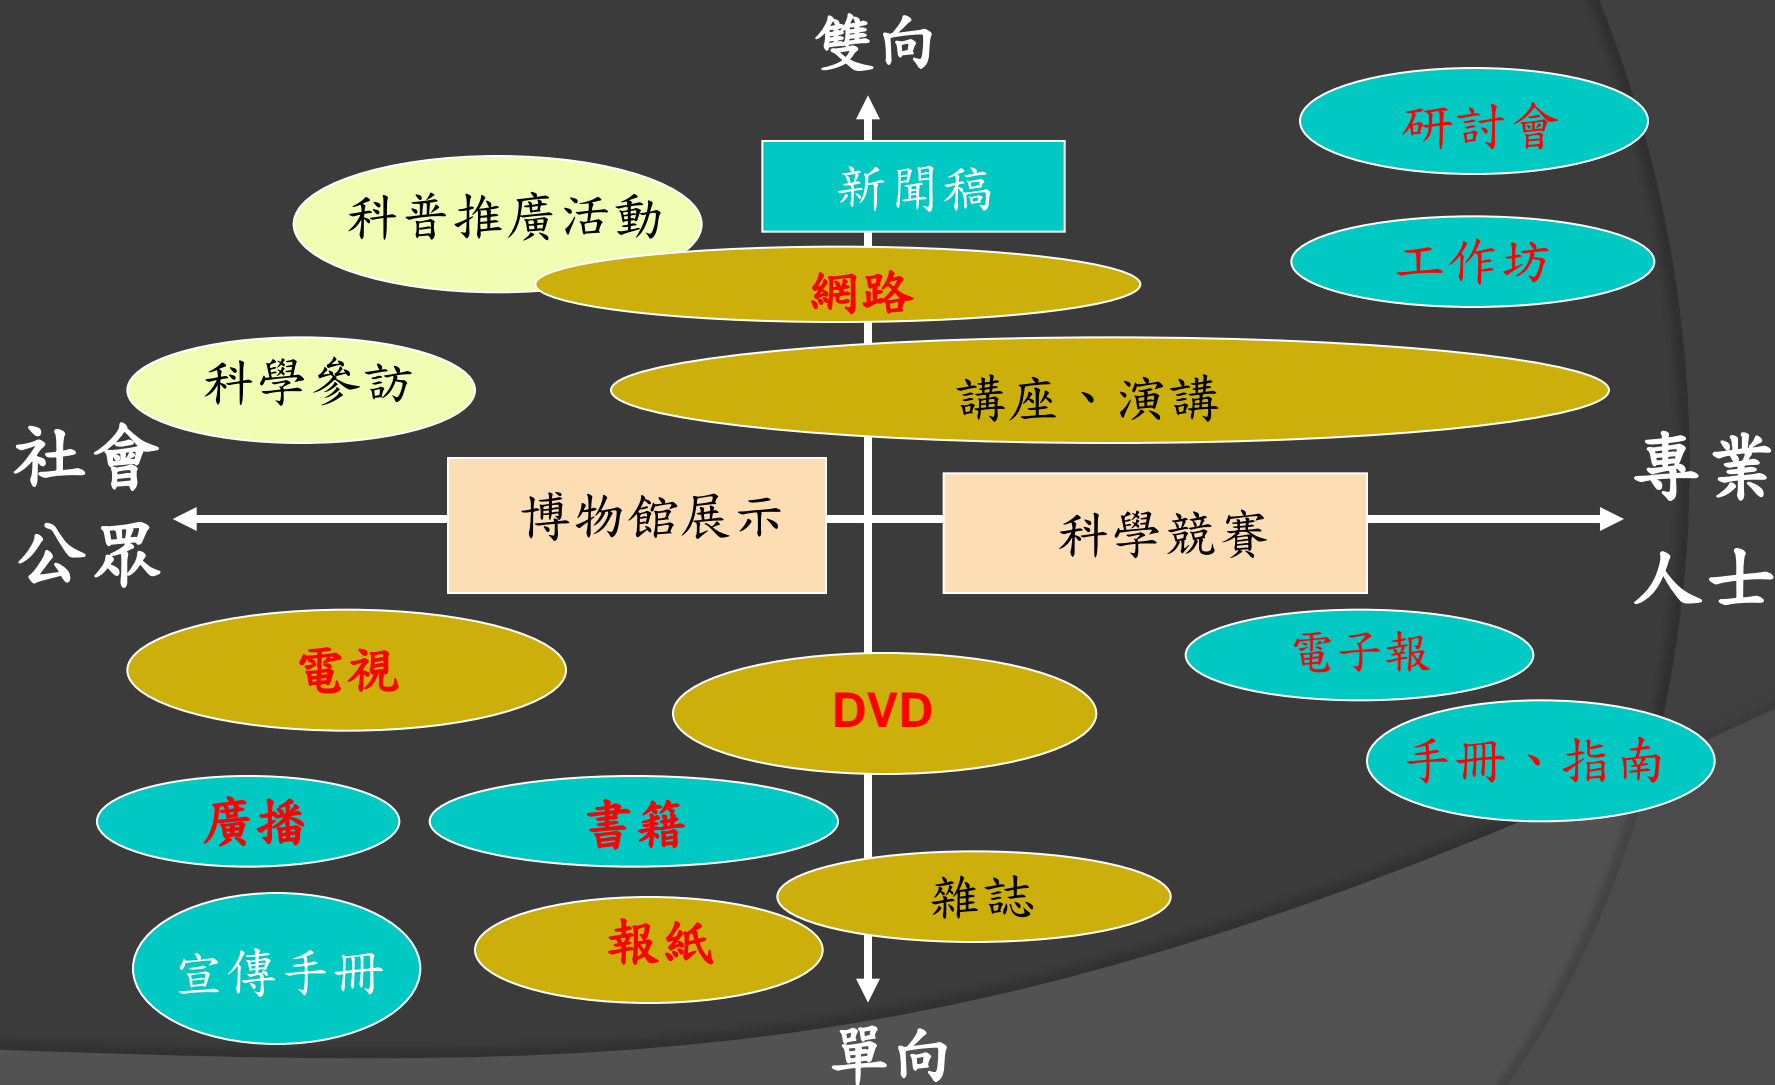 雙向
研討會
新聞稿
科普推廣活動
工作坊
網路
科學參訪
講座、演講
社會
公眾
專業
人士
博物館展示
科學競賽
電視
電子報
DVD
手冊、指南
廣播
書籍
雜誌
報紙
宣傳手冊
單向